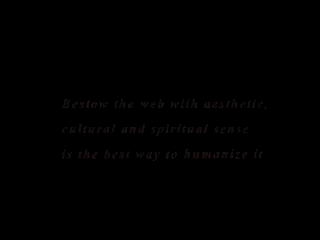 Bestow the web with aesthetic,
cultural and spiritual sense
is the best way to humanize it